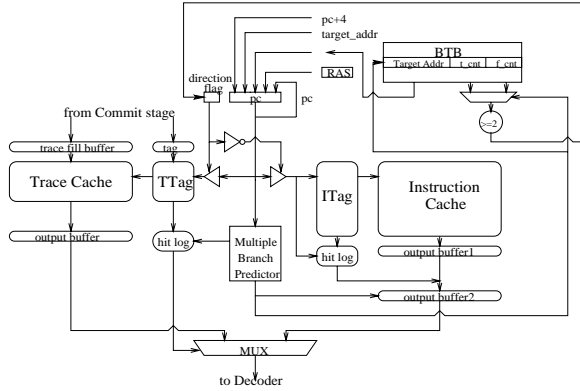 pc+4
target_addr
BTB
Target Addr t_cnt f_cnt
RAS
direction
flag
pc
pc
>=2
from Commit stage
trace fill buffer
tag
Trace Cache
TTag
ITag
Instruction
Cache
output buffer
hit log
Multiple
Branch
Predictor
hit log
output buffer1
output buffer2
MUX
to Decoder